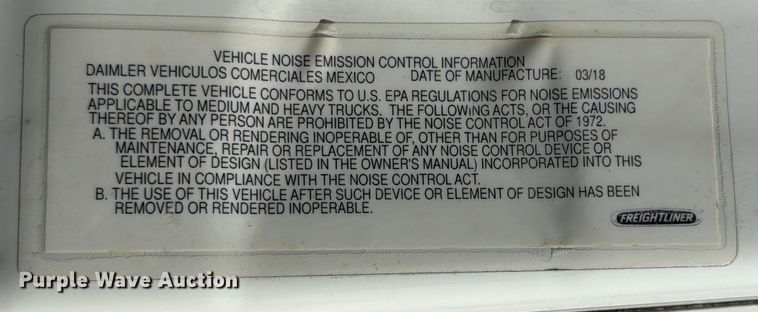 VEHICLE NOISE EMISSION CONTROL INFORMATION
DAIMLER VEHICULOS COMERCIALES MEXICO DATE OF MANUFACTURE: 03/18
THIS COMPLETE VEHICLE CONFORMS TO U.S. EPA REGULATIONS FOR NOISE EMISSIONS
APPLICABLE TO MEDIUM AND HEAVY TRUCKS. THE FOLLOWING ACTS, OR THE CAUSING
THEREOF BY ANY PERSON ARE PROHIBITED BY THE NOISE CONTROL ACT OF 1972.
A. THE REMOVAL OR RENDERING INOPERABLE OF, OTHER THAN FOR PURPOSES OF
MAINTENANCE, REPAIR OR REPLACEMENT OF ANY NOISE CONTROL DEVICE OR
ELEMENT OF DESIGN (LISTED IN THE OWNER'S MANUAL) INCORPORATED INTO THIS
VEHICLE IN COMPLIANCE WITH THE NOISE CONTROL ACT.
B. THE USE OF THIS VEHICLE AFTER SUCH DEVICE OR ELEMENT OF DESIGN HAS BEEN
REMOVED OR RENDERED INOPERABLE.
FREIGHTLINER
Purple Wave Auction